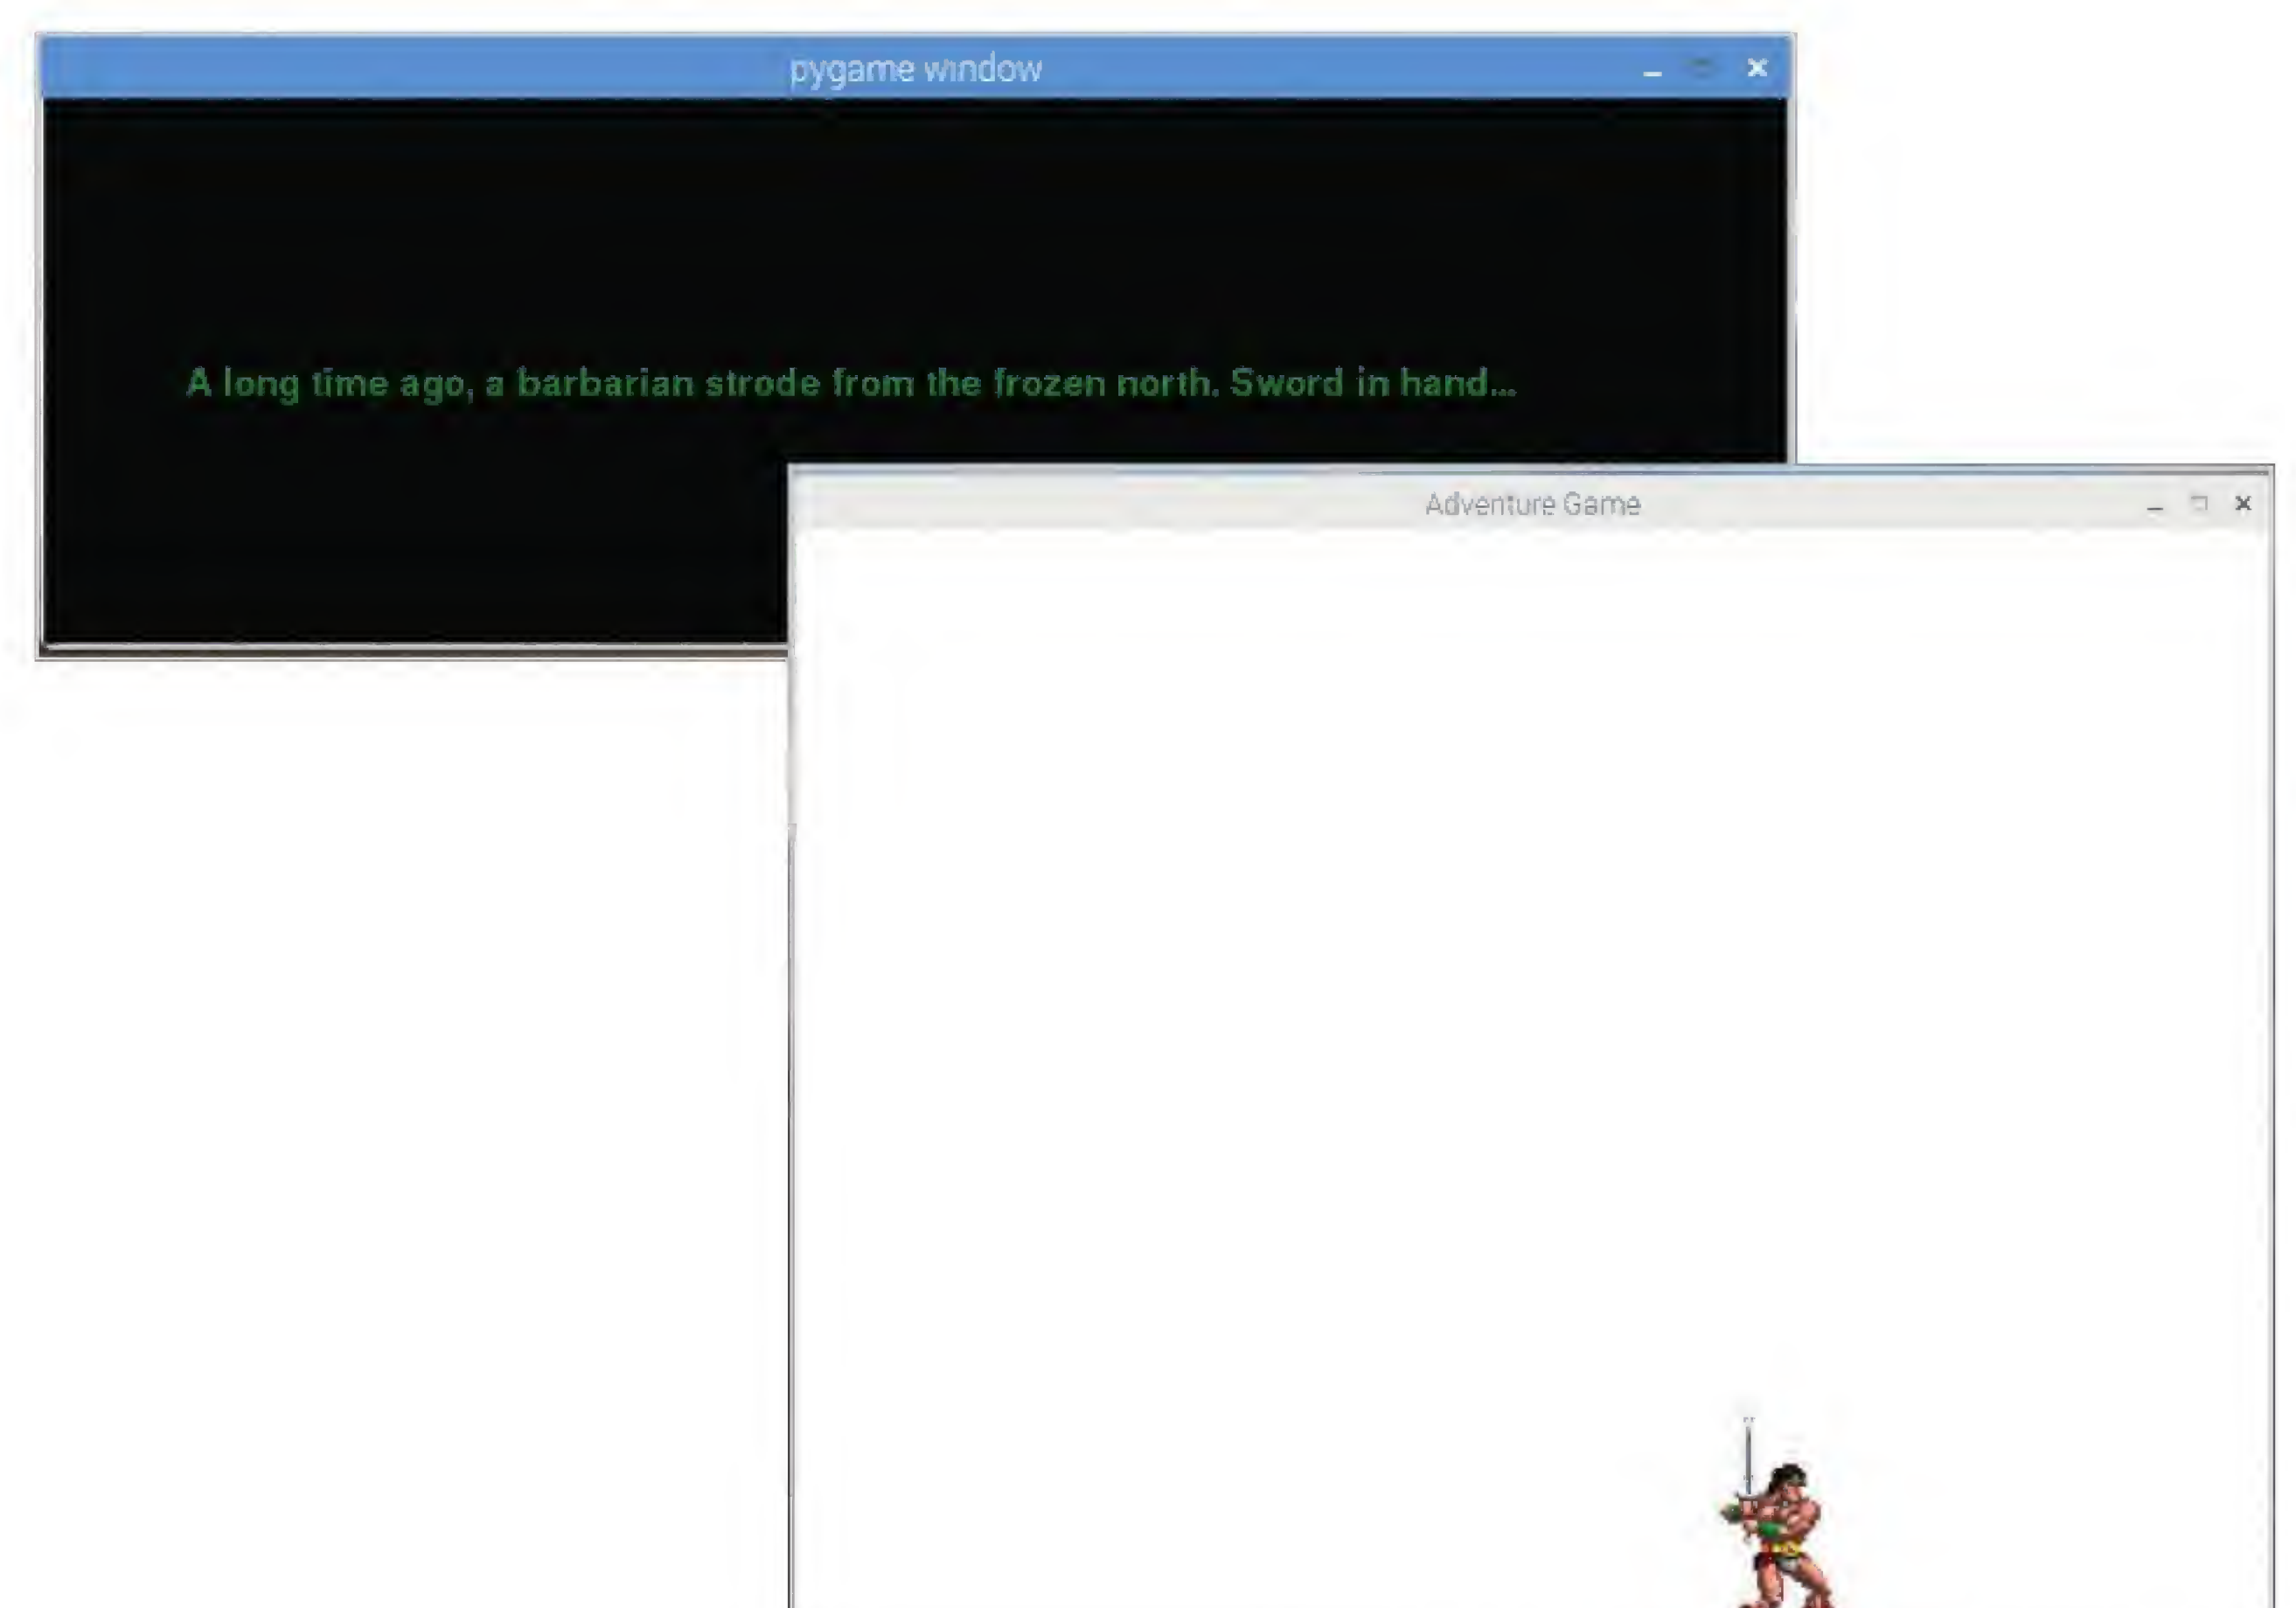 pygame window
A long time ago, a barbarian strode from the frozen north. Sword in hand...
Adventure Game